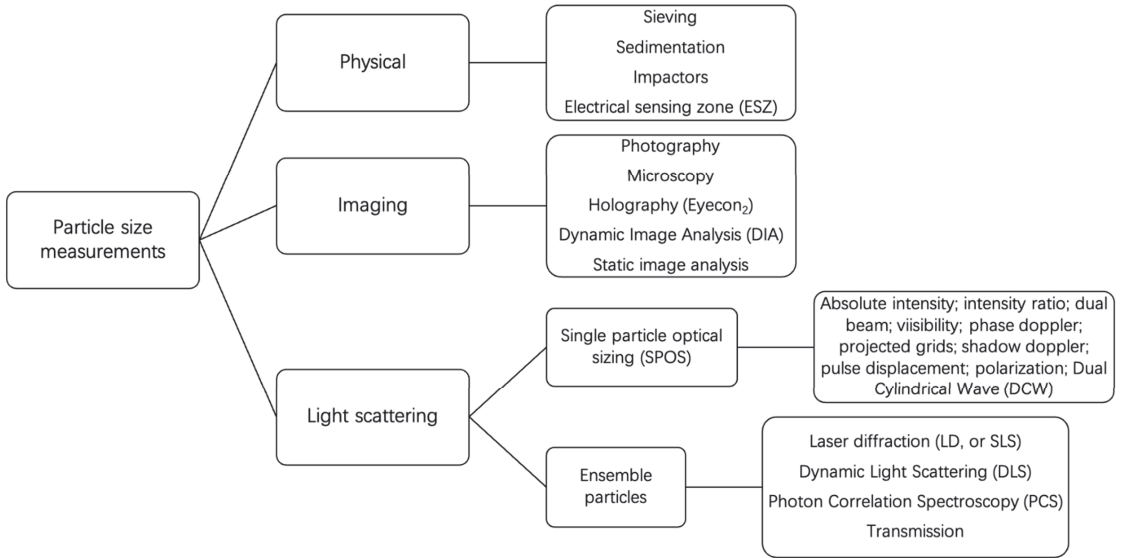 Particle size
measurements
Physical
Sieving
Sedimentation
Impactors
Electrical sensing zone (ESZ)
Imaging
Photography
Microscopy
Holography (Eyecon₂)
Dynamic Image Analysis (DIA)
Static image analysis
Light scattering
Single particle optical
sizing (SPOS)
Absolute intensity; intensity ratio; dual
beam; viisibility; phase doppler;
projected grids; shadow doppler;
pulse displacement; polarization; Dual
Cylindrical Wave (DCW)
Ensemble
particles
Laser diffraction (LD, or SLS)
Dynamic Light Scattering (DLS)
Photon Correlation Spectroscopy (PCS)
Transmission